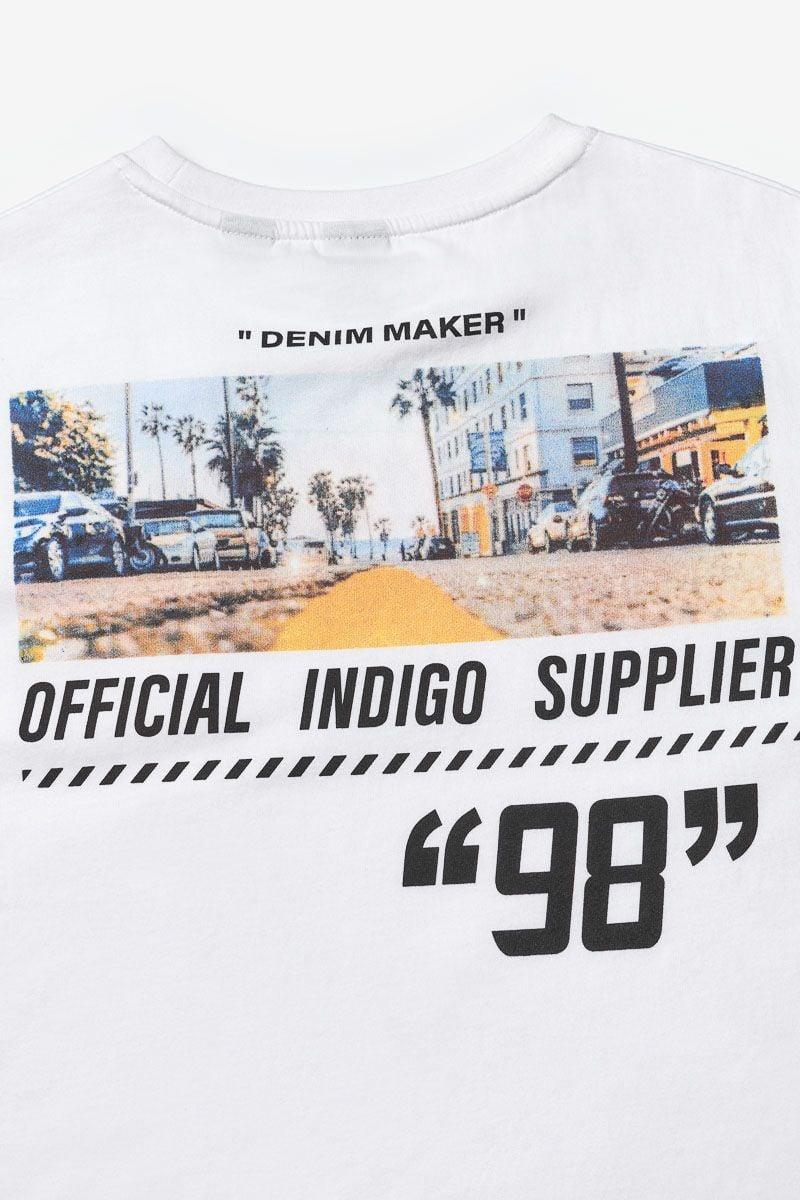 " DENIM MAKER "
OFFICIAL INDIGO SUPPLIER
“98”